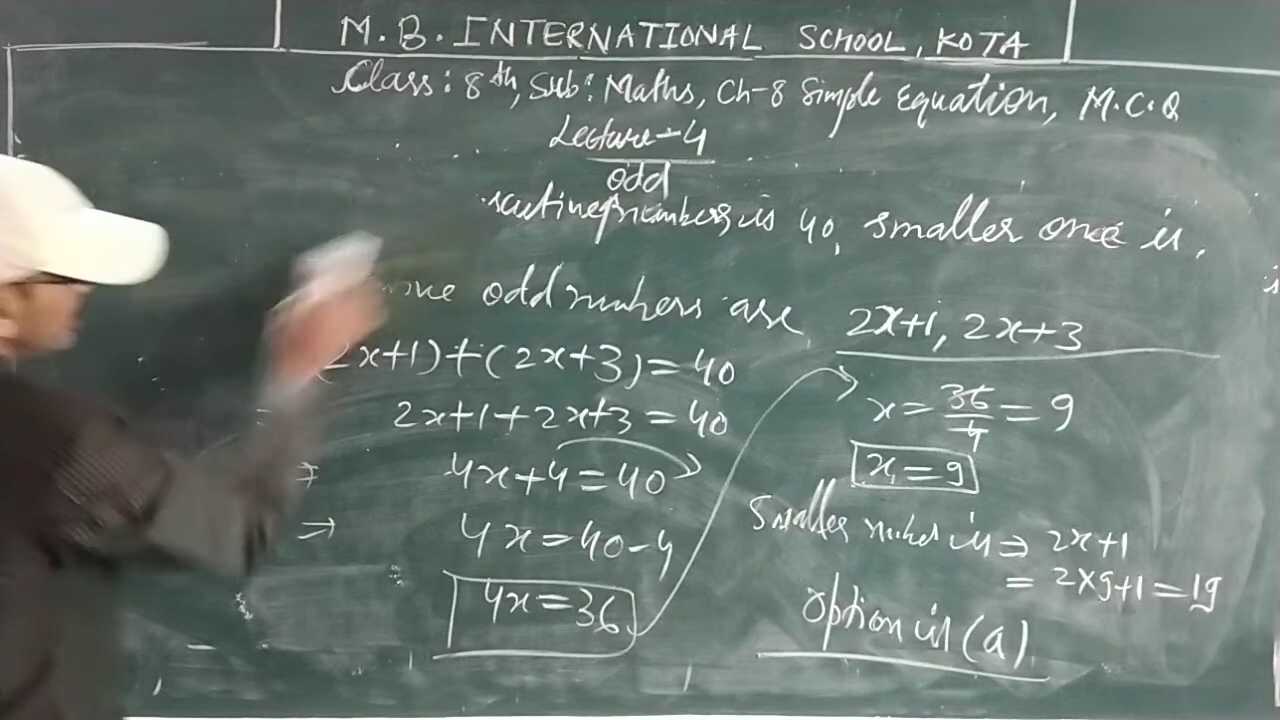 M.B. INTERNATIONAL SCHOOL, KOTA
Class: 8th, Sub: Maths, Ch-8 Simple Equation, M.C.Q
Lecture-4
odd
numbers is 40, smaller once is.
odd numbers are 2x+1, 2x+3
(2x+1)+(2x+3)=40
2x+1+2x+3=40
⇒ 4x+4=40
⇒ 4x=40-4
4x=36
x=36/4=9
x=9
Smaller is ⇒ 2x+1
= 2×9+1=19
option is (a)